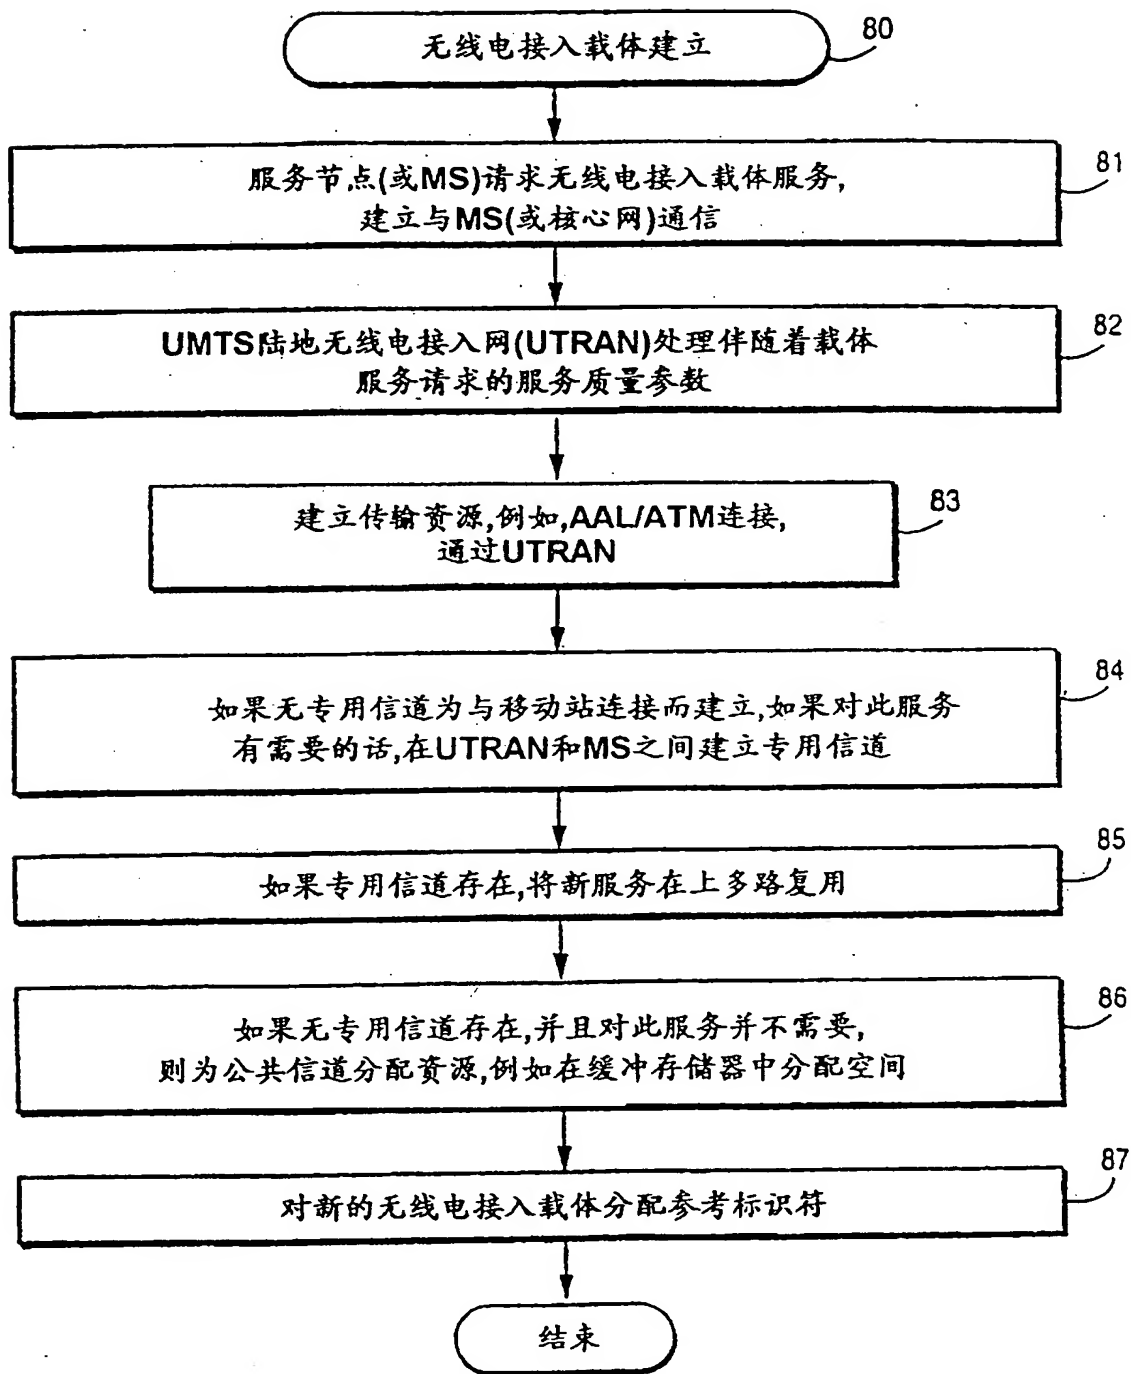 无线电接入载体建立
80
服务节点(或MS)请求无线电接入载体服务,
建立与MS(或核心网)通信
81
UMTS陆地无线电接入网(UTRAN)处理伴随着载体
服务请求的服务质量参数
82
建立传输资源,例如,AAL/ATM连接,
通过UTRAN
83
如果无专用信道为与移动站连接而建立,如果对此服务
有需要的话,在UTRAN和MS之间建立专用信道
84
如果专用信道存在,将新服务在上多路复用
85
如果无专用信道存在,并且对此服务并不需要,
则为公共信道分配资源,例如在缓冲存储器中分配空间
86
对新的无线电接入载体分配参考标识符
87
结束